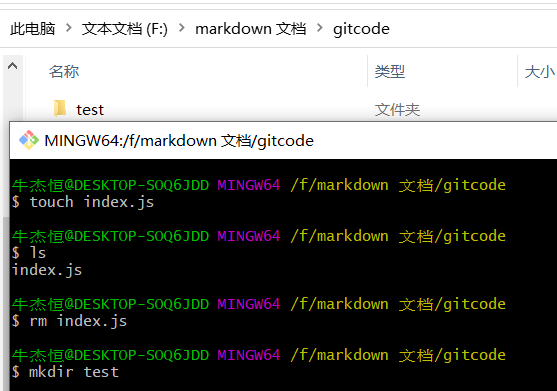 此电脑 > 文本文档 (F:) > markdown 文档 > gitcode
名称 类型 大小
test 文件夹
MINGW64:/f/markdown 文档/gitcode
牛杰恒@DESKTOP-SOQ6JDD MINGW64 /f/markdown 文档/gitcode
$ touch index.js
牛杰恒@DESKTOP-SOQ6JDD MINGW64 /f/markdown 文档/gitcode
$ ls
index.js
牛杰恒@DESKTOP-SOQ6JDD MINGW64 /f/markdown 文档/gitcode
$ rm index.js
牛杰恒@DESKTOP-SOQ6JDD MINGW64 /f/markdown 文档/gitcode
$ mkdir test